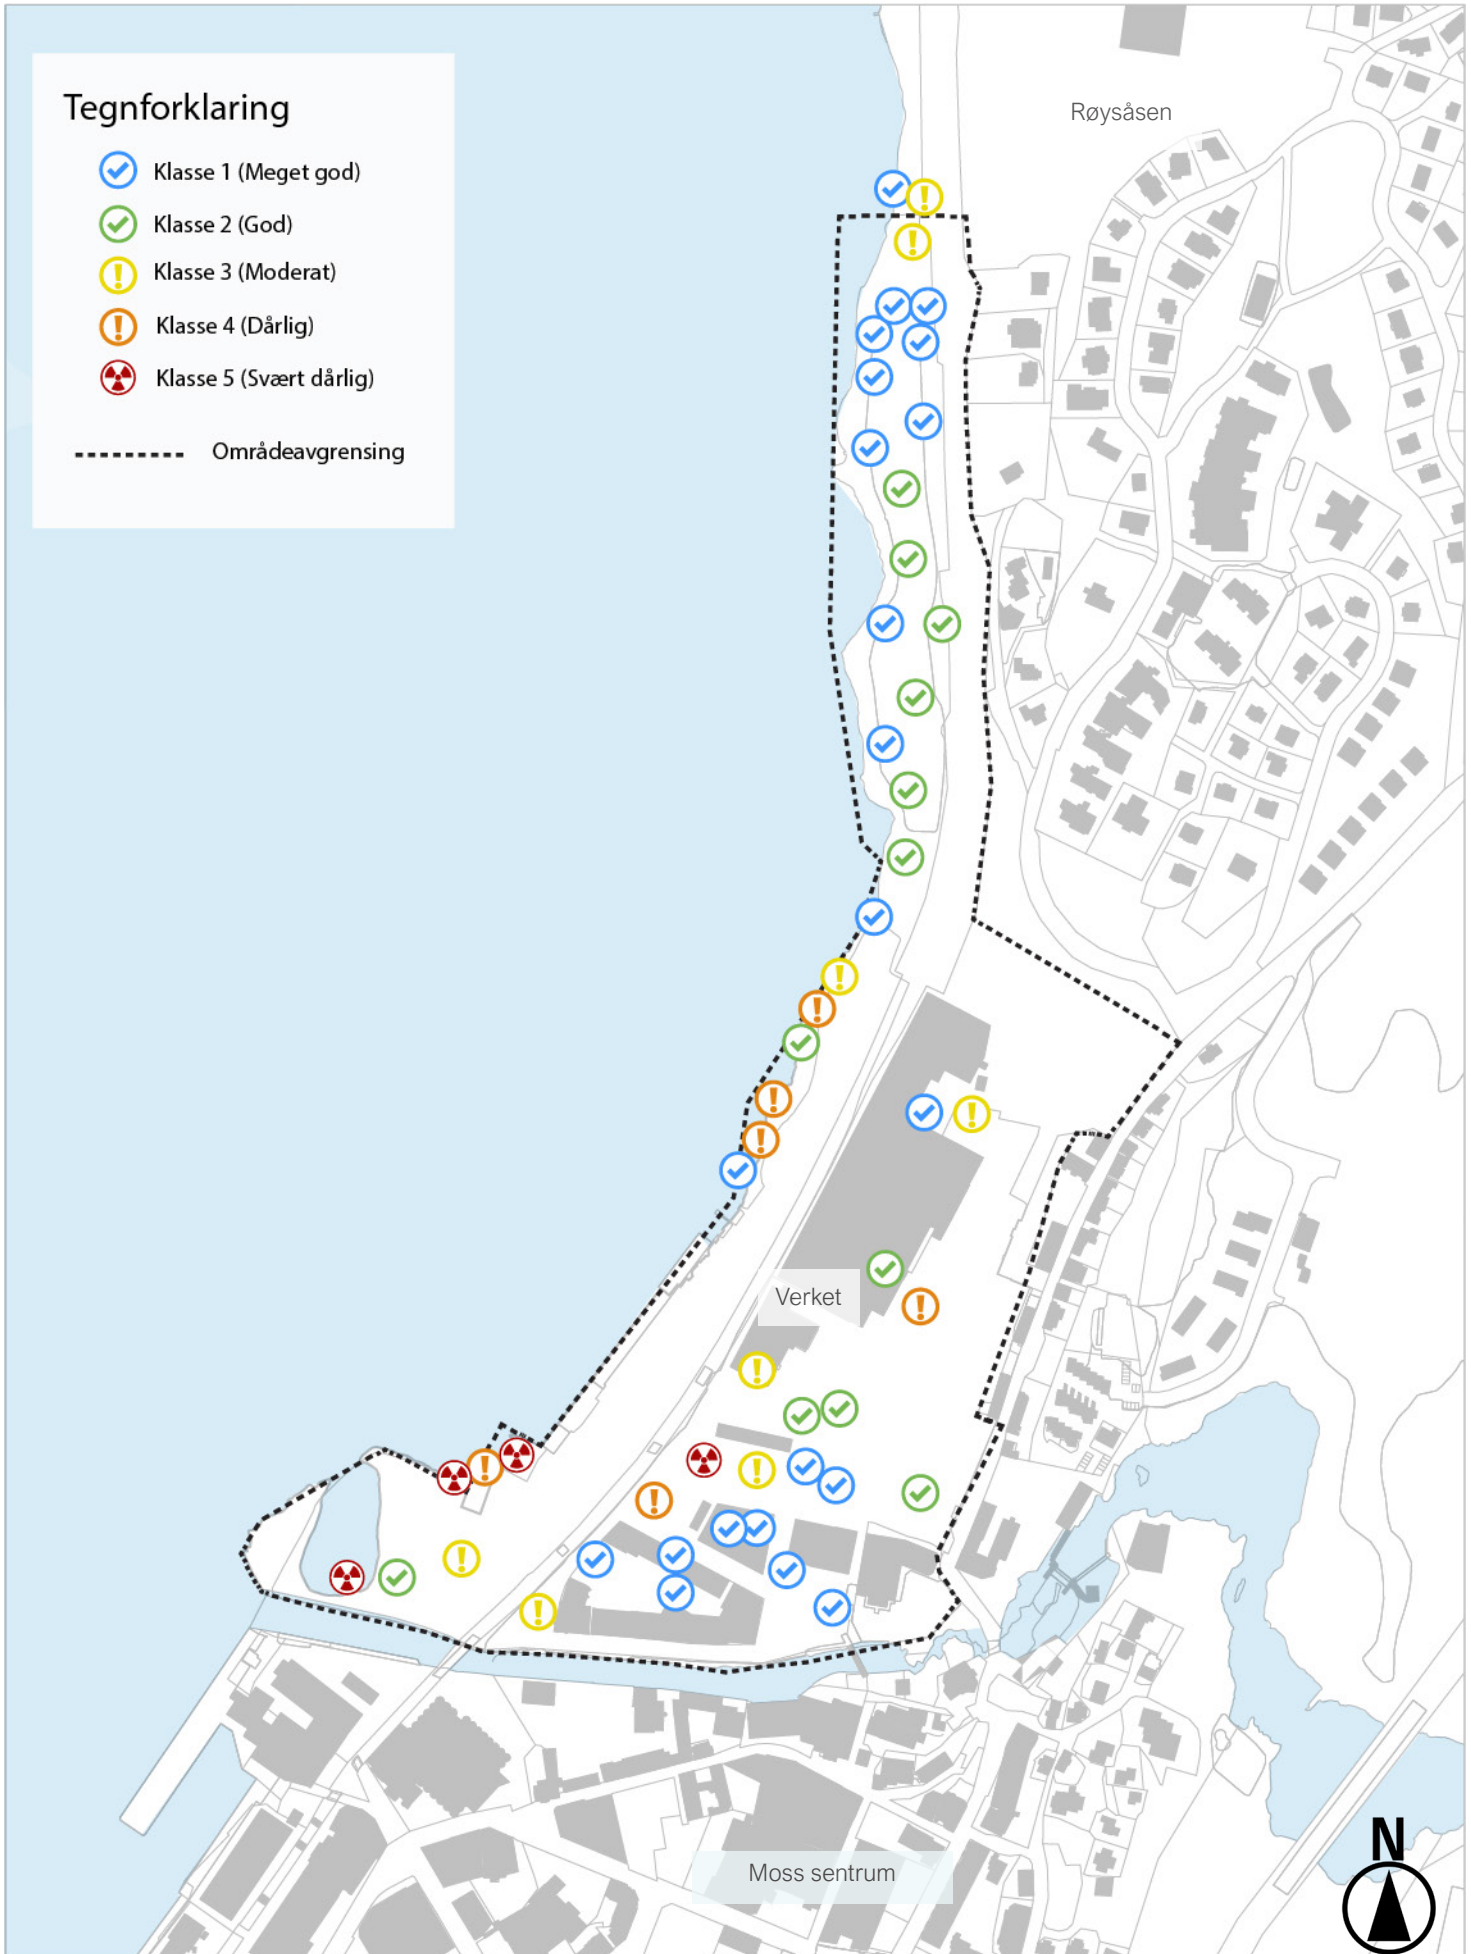 Tegnforklaring
Klasse 1 (Meget god)
Klasse 2 (God)
Klasse 3 (Moderat)
Klasse 4 (Dårlig)
Klasse 5 (Svært dårlig)
Områdeavgrensing
Røysåsen
Verket
Moss sentrum
N